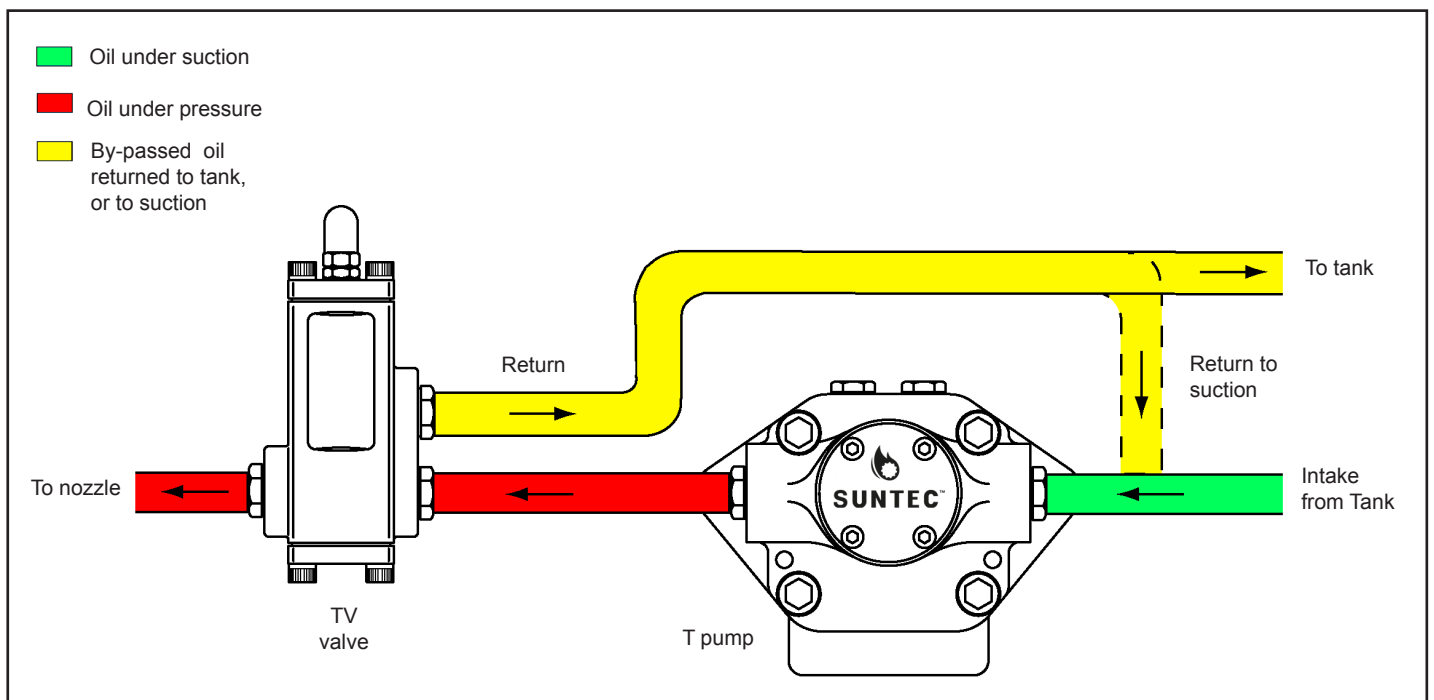 Oil under suction
Oil under pressure
By-passed oil
returned to tank,
or to suction
To tank
Return
Return to
suction
To nozzle
SUNTEC™
Intake
from Tank
TV
valve
T pump